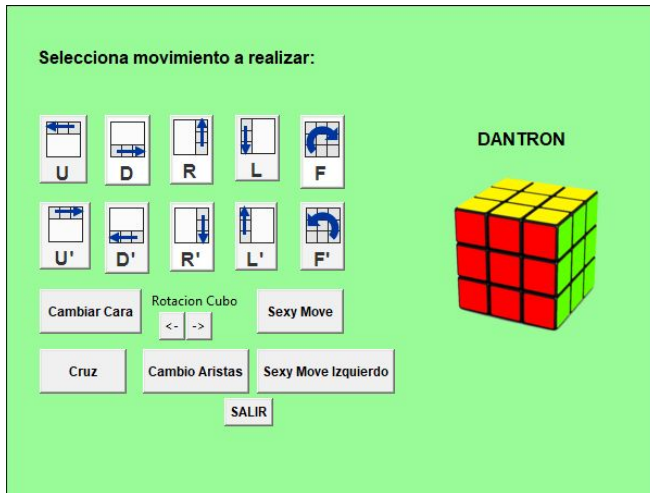 Selecciona movimiento a realizar:
DANTRON
U D R L F
U' D' R' L' F'
Cambiar Cara
Rotacion Cubo
<- ->
Sexy Move
Cruz
Cambio Aristas
Sexy Move Izquierdo
SALIR